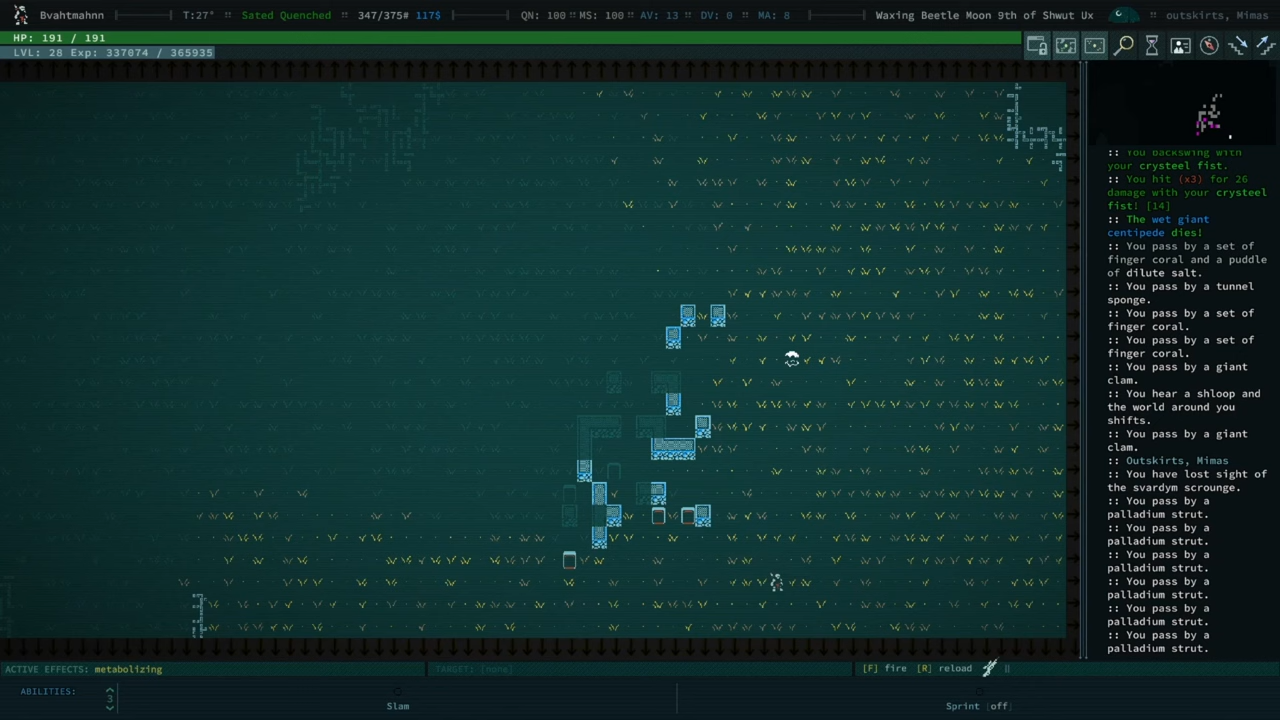 Bvahtmahnn T:27° :: Sated Quenched :: 347/375# 117$ QN: 100 :: MS: 100 :: AV: 13 :: DV: 0 :: MA: 8 Waxing Beetle Moon 9th of Shwut Ux :: outskirts, Mimas
HP: 191 / 191
LVL: 28 Exp: 337074 / 365935
:: You backswing with
your crysteel fist.
:: You hit (x3) for 26
damage with your crysteel
fist! [14]
:: The wet giant
centipede dies!
:: You pass by a set of
finger coral and a puddle
of dilute salt.
:: You pass by a tunnel
sponge.
:: You pass by a set of
finger coral.
:: You pass by a set of
finger coral.
:: You pass by a giant
clam.
:: You hear a shloop and
the world around you
shifts.
:: You pass by a giant
clam.
:: Outskirts, Mimas
:: You have lost sight of
the svardym scrounge.
:: You pass by a
palladium strut.
:: You pass by a
palladium strut.
:: You pass by a
palladium strut.
:: You pass by a
palladium strut.
:: You pass by a
palladium strut.
:: You pass by a
palladium strut.
ACTIVE EFFECTS: metabolizing TARGET: [none] [F] fire [R] reload
ABILITIES: 3 Slam Sprint [off]